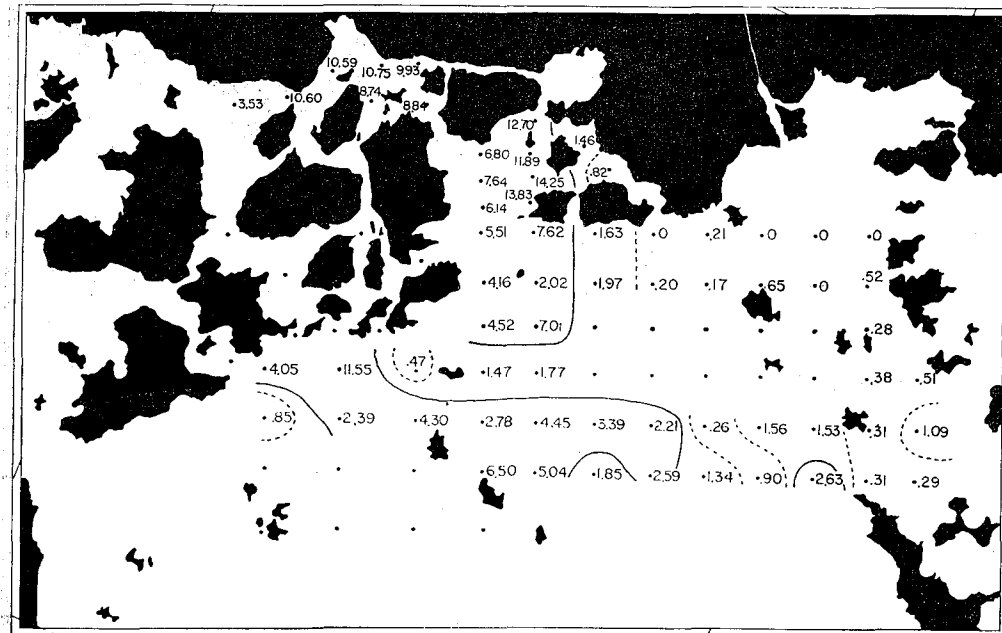 10.59
10.75 9.93
3.53 10.60 8.74 8.84
12.70
1.46
6.80 11.89
.82
7.64 14.25
13.83
6.14
5.51 7.62 1.63 0 .21 0 0 0
4.16 2.02 1.97 .20 .17 .65 0 .52
4.52 7.01 .28
4.05 11.55 .47 1.47 1.77 .38 .51
.85 2.39 4.30 2.78 4.45 3.39 2.21 .26 1.56 1.53 .31 1.09
6.50 5.04 1.85 2.59 1.34 .90 2.63 .31 .29